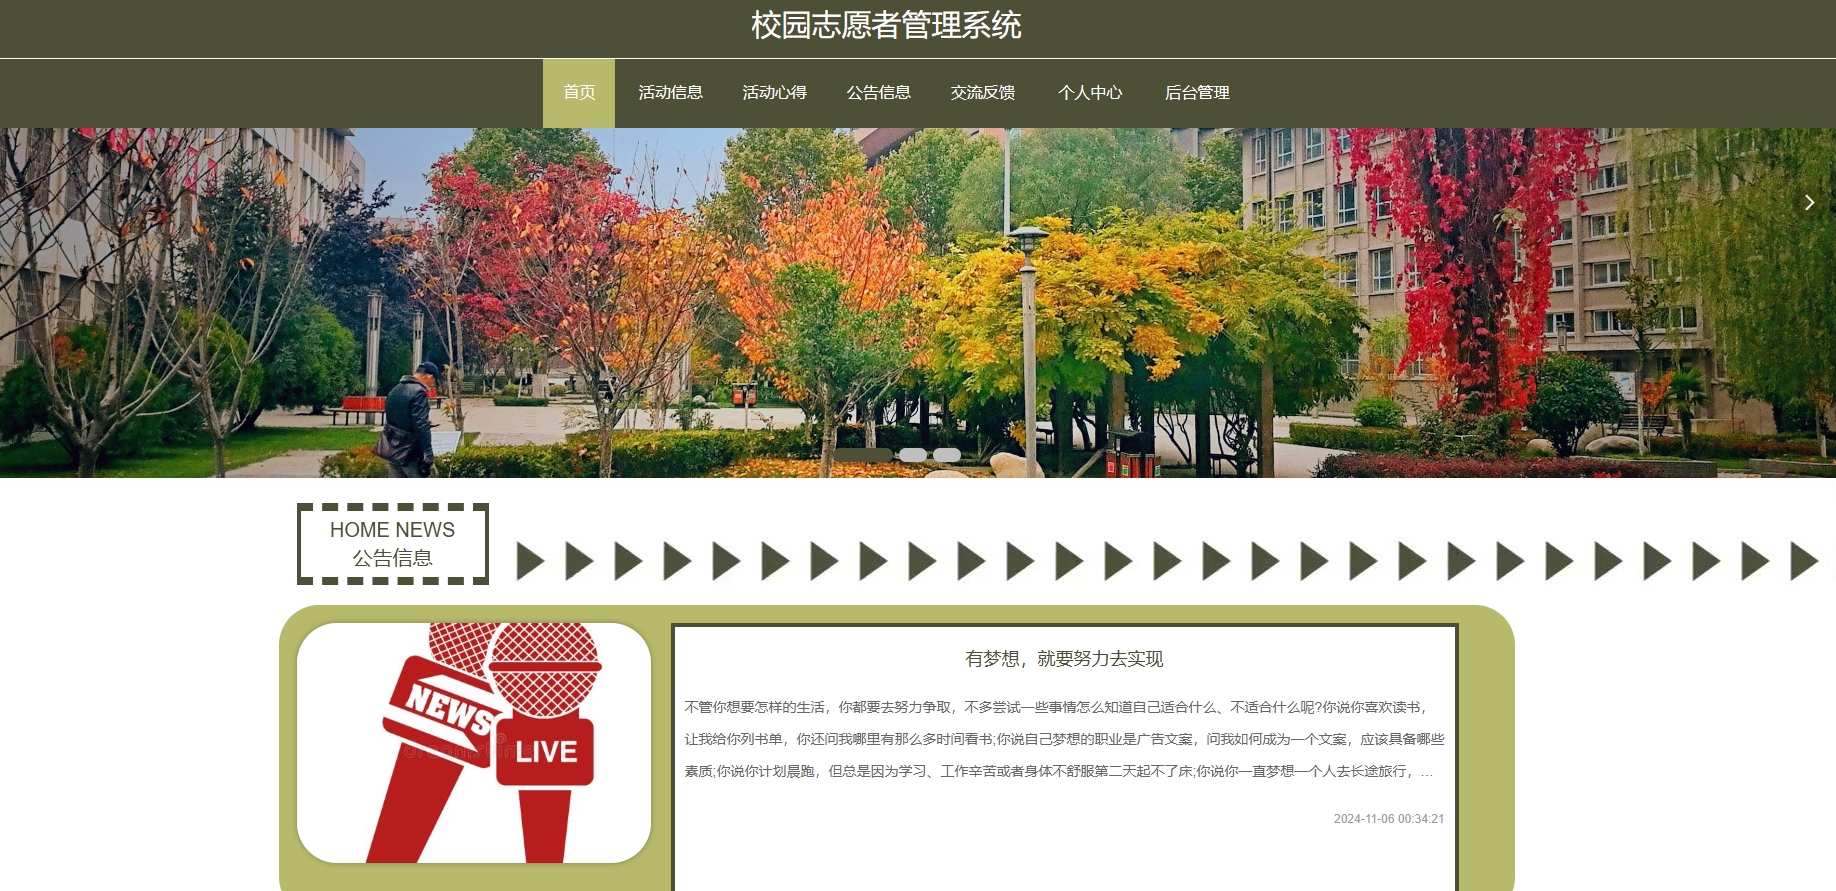 校园志愿者管理系统
首页 活动信息 活动心得 公告信息 交流反馈 个人中心 后台管理
HOME NEWS
公告信息
NEWS
LIVE
有梦想，就要努力去实现
不管你想要怎样的生活，你都要去努力争取，不多尝试一些事情怎么知道自己适合什么、不适合什么呢?你说你喜欢读书，
让我给你列书单，你还问我哪里有那么多时间看书;你说自己梦想的职业是广告文案，问我如何成为一个文案，应该具备哪些
素质;你说你计划晨跑，但总是因为学习、工作辛苦或者身体不舒服第二天起不了床;你说你一直梦想一个人去长途旅行，...
2024-11-06 00:34:21